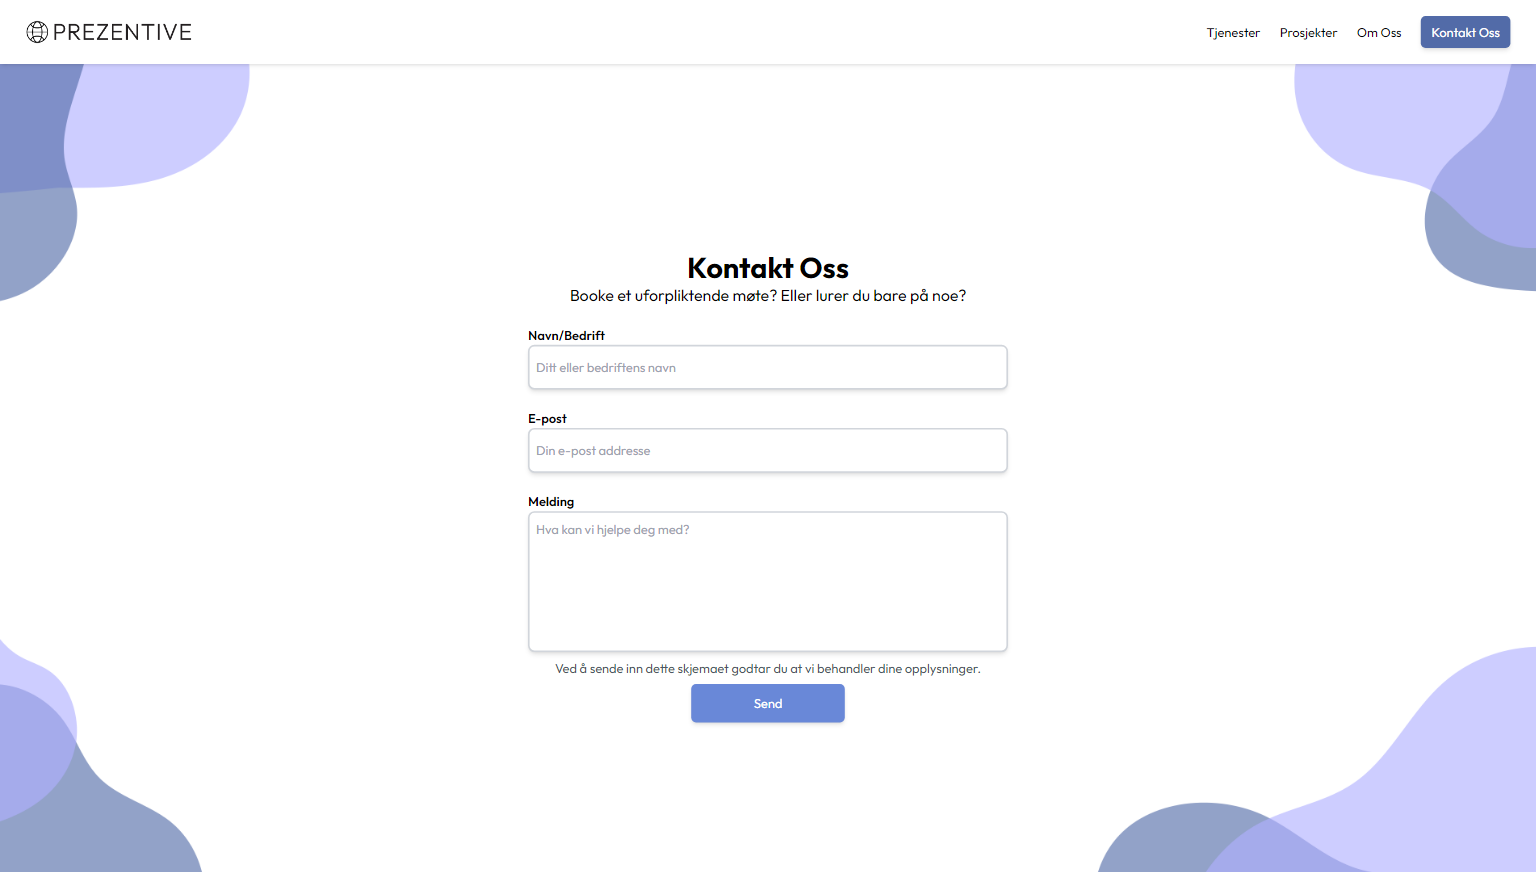 PREZENTIVE
Tjenester
Prosjekter
Om Oss
Kontakt Oss
Kontakt Oss
Booke et uforpliktende møte? Eller lurer du bare på noe?
Navn/Bedrift
Ditt eller bedriftens navn
E-post
Din e-post addresse
Melding
Hva kan vi hjelpe deg med?
Ved å sende inn dette skjemaet godtar du at vi behandler dine opplysninger.
Send